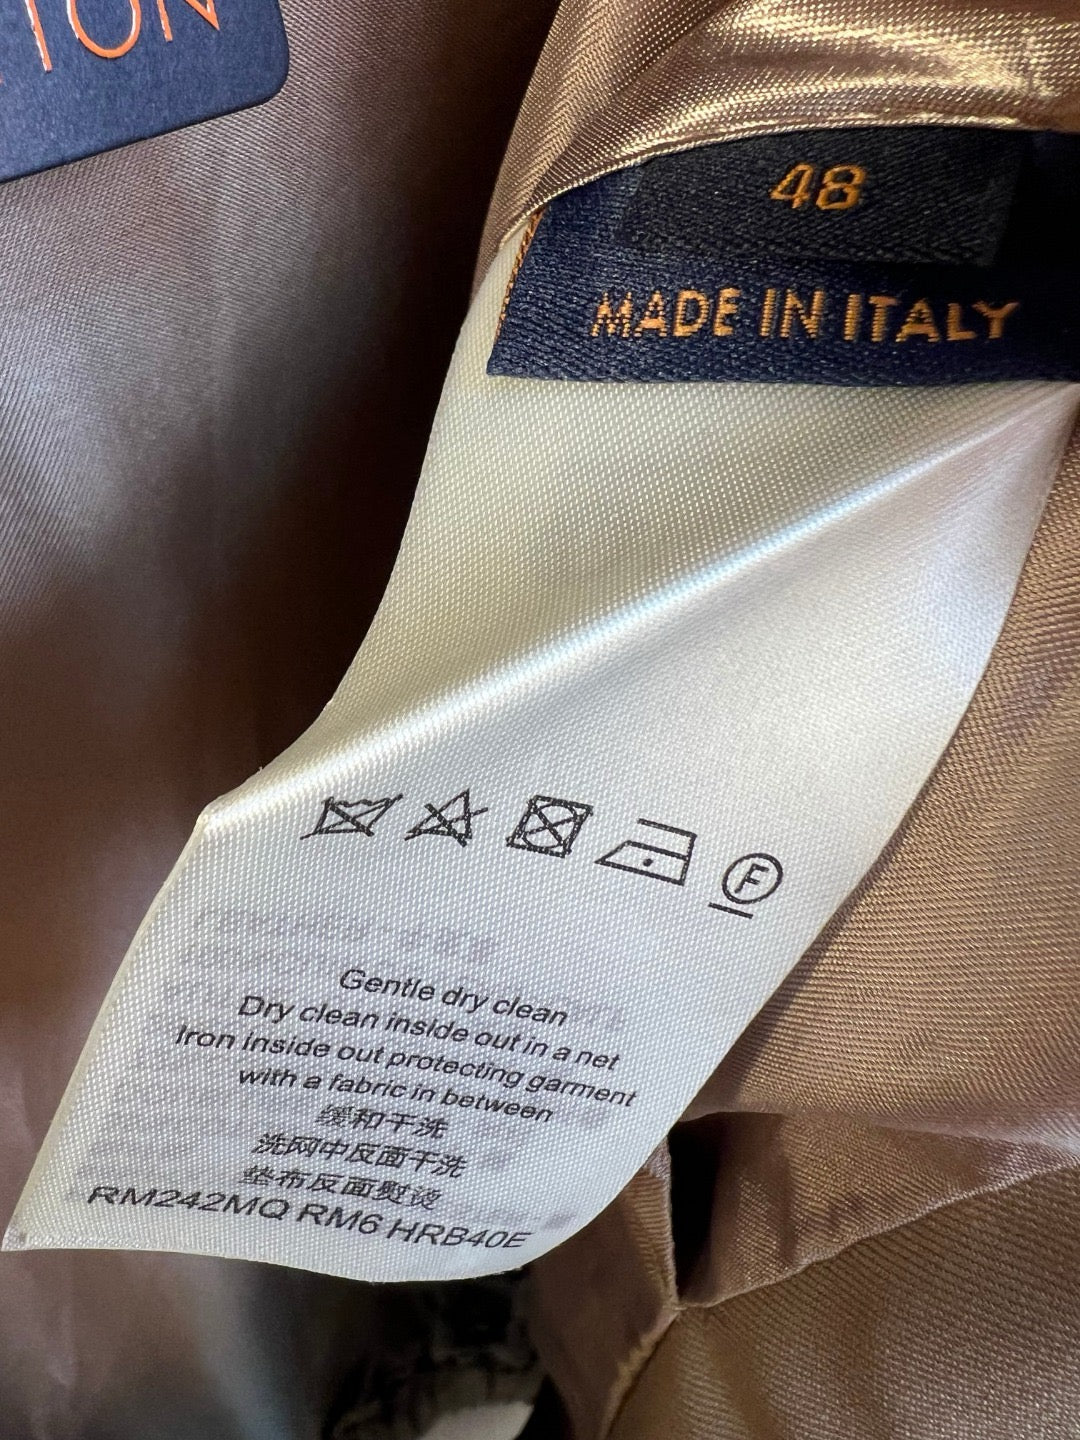 TON
48
MADE IN ITALY
F
Gentle dry clean
Dry clean inside out in a net
Iron inside out protecting garment
with a fabric in between
缓和干洗
洗网中反面干洗
垫布反面熨烫
RM242MQ RM6 HRB40E